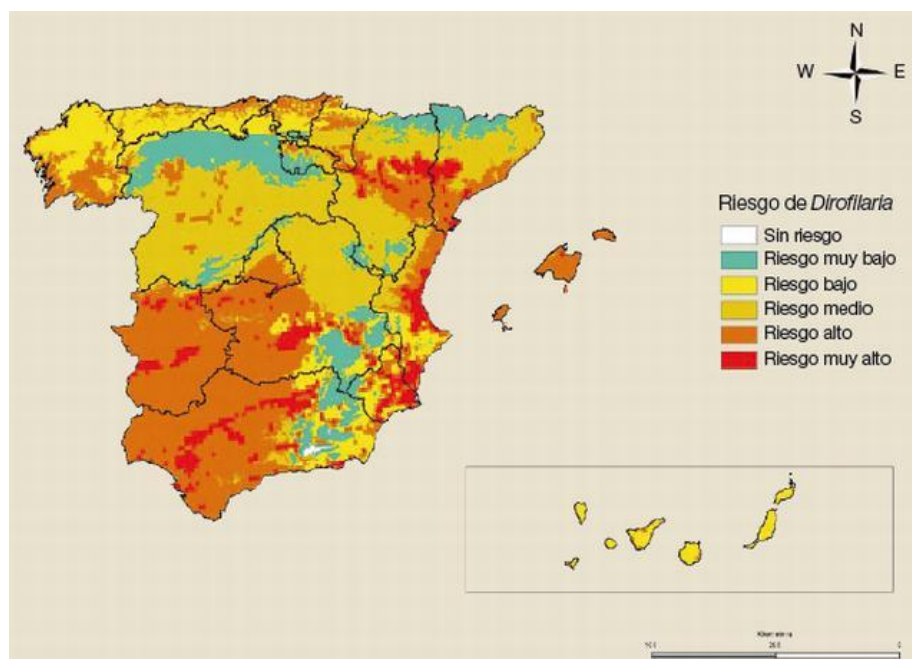 N
W E
S
Riesgo de Dirofilaria
Sin riesgo
Riesgo muy bajo
Riesgo bajo
Riesgo medio
Riesgo alto
Riesgo muy alto